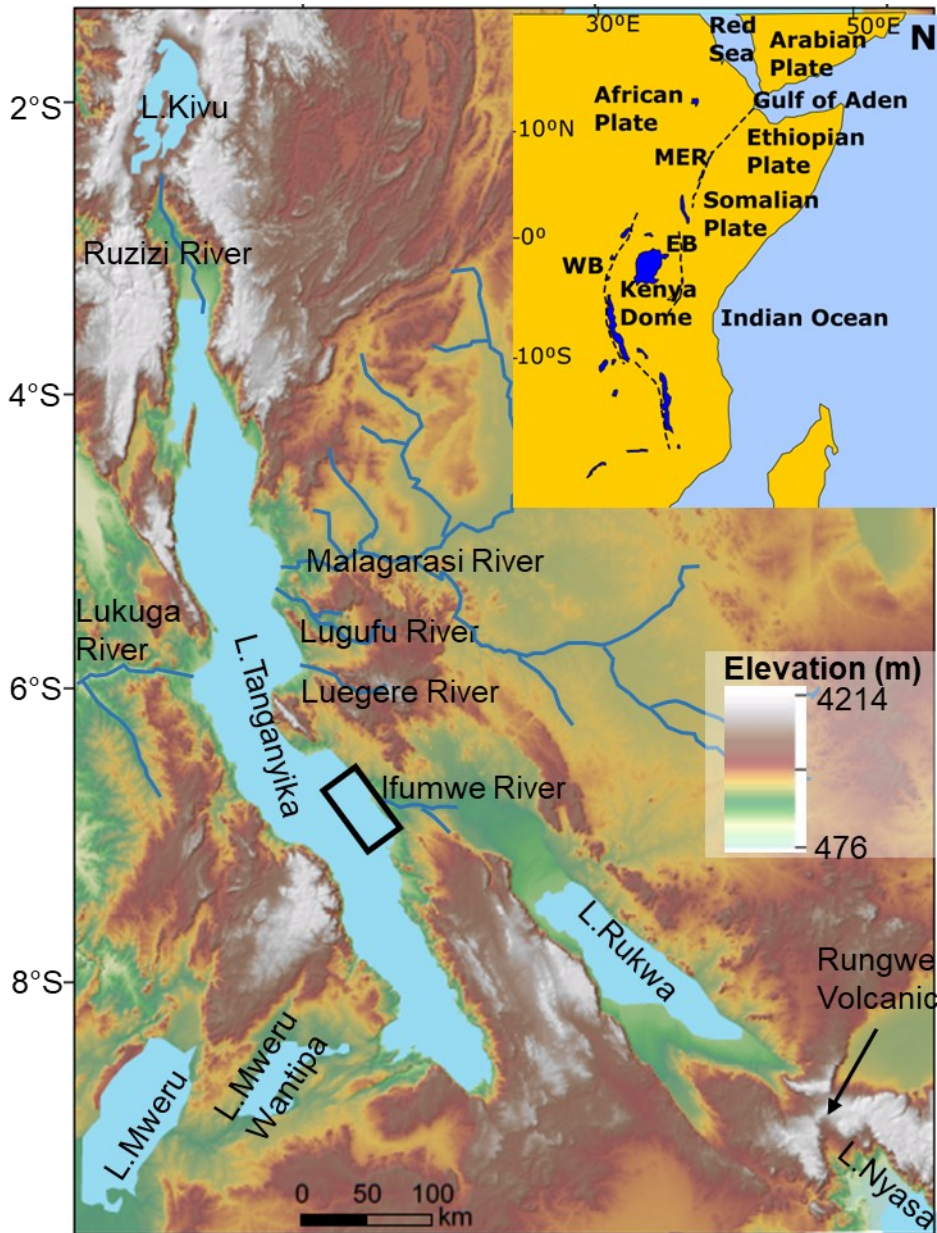 30ºE
50ºE
N
Red
Sea
Arabian
Plate
African
Plate
Gulf of Aden
10ºN
Ethiopian
Plate
MER
Somalian
Plate
0º
EB
WB
Kenya
Dome
Indian Ocean
10ºS
2°S
L.Kivu
Ruzizi River
4°S
Malagarasi River
Lukuga
River
Lugufu River
L.Tanganyika
Luegere River
6°S
Elevation (m)
4214
476
Ifumwe River
L.Rukwa
8°S
Rungwe
Volcanic
L.Mweru
L.Mweru
Wantipa
L.Nyasa
0 50 100
km